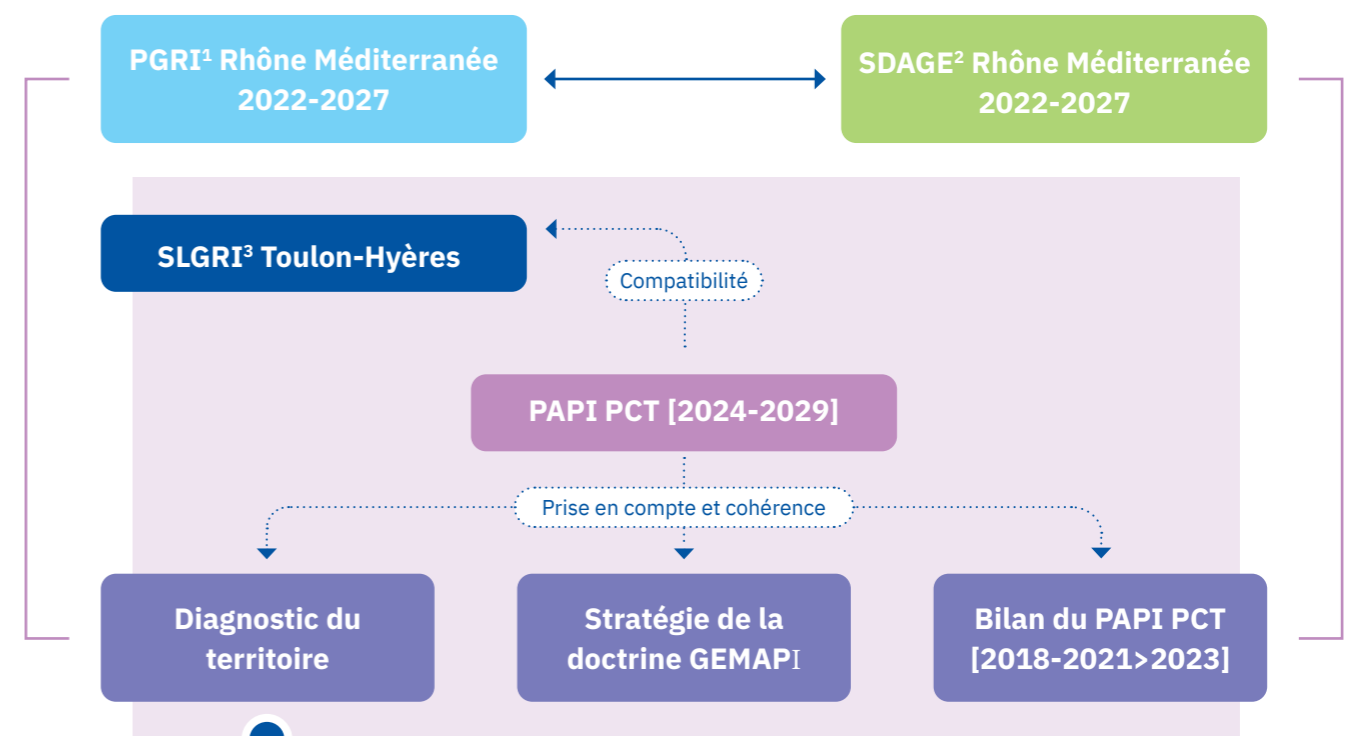 PGRI¹ Rhône Méditerranée
2022-2027
SDAGE² Rhône Méditerranée
2022-2027
SLGRI³ Toulon-Hyères
Compatibilité
PAPI PCT [2024-2029]
Prise en compte et cohérence
Diagnostic du
territoire
Stratégie de la
doctrine GEMAPI
Bilan du PAPI PCT
[2018-2021>2023]